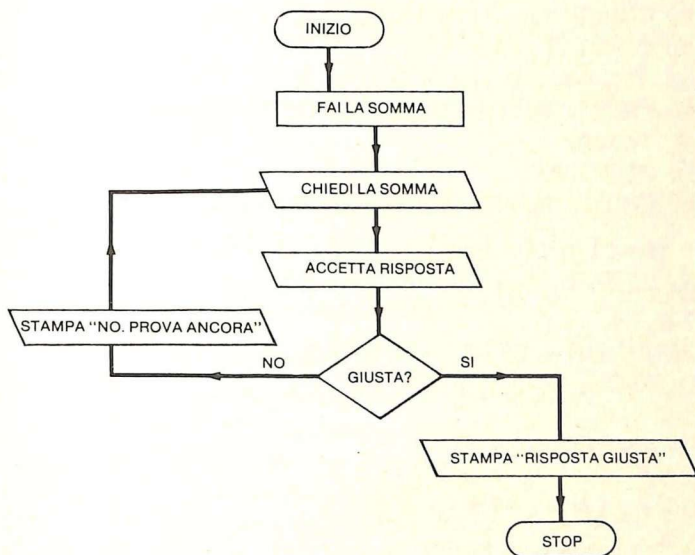 INIZIO
FAI LA SOMMA
CHIEDI LA SOMMA
ACCETTA RISPOSTA
STAMPA "NO. PROVA ANCORA"
NO
GIUSTA?
SI
STAMPA "RISPOSTA GIUSTA"
STOP